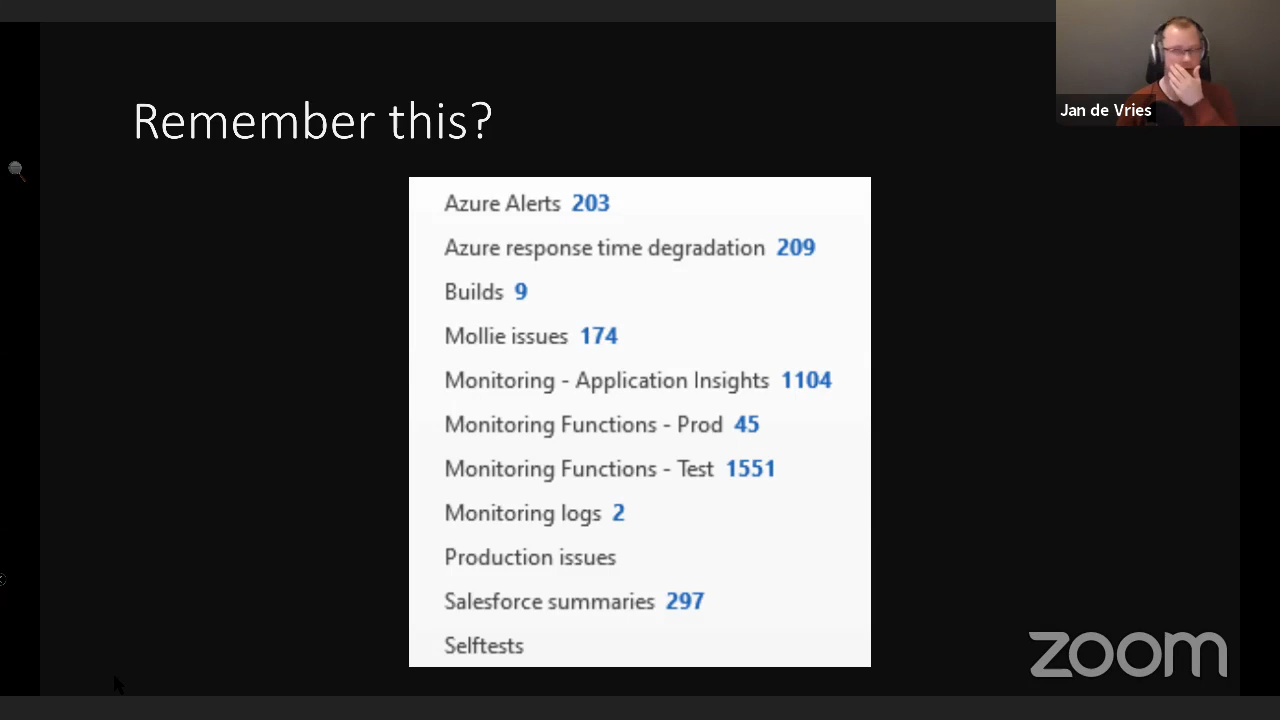 Remember this?
Jan de Vries
Azure Alerts 203
Azure response time degradation 209
Builds 9
Mollie issues 174
Monitoring - Application Insights 1104
Monitoring Functions - Prod 45
Monitoring Functions - Test 1551
Monitoring logs 2
Production issues
Salesforce summaries 297
Selftests
zoom